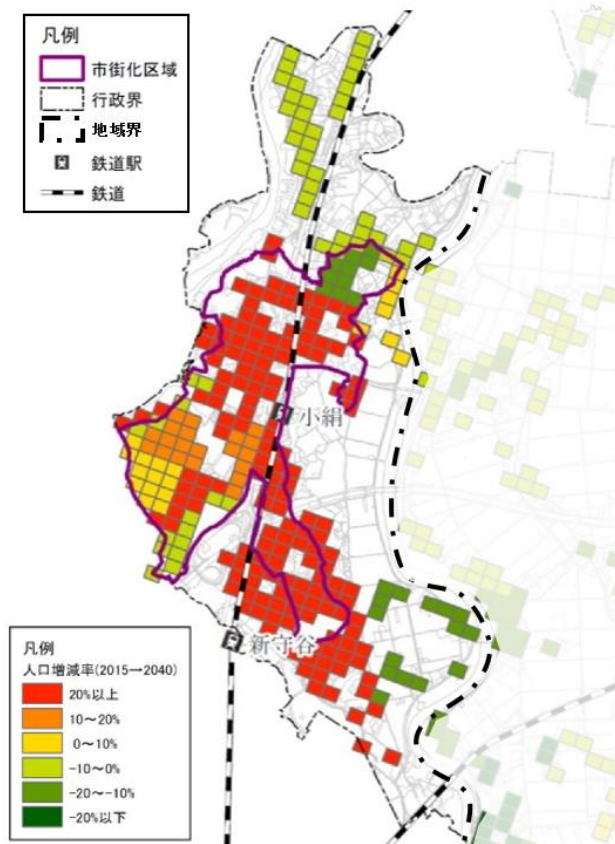 凡例
市街化区域
行政界
地域界
鉄道駅
鉄道
小絹
新守谷
凡例
人口増減率(2015→2040)
20%以上
10～20%
0～10%
-10～0%
-20～-10%
-20%以下